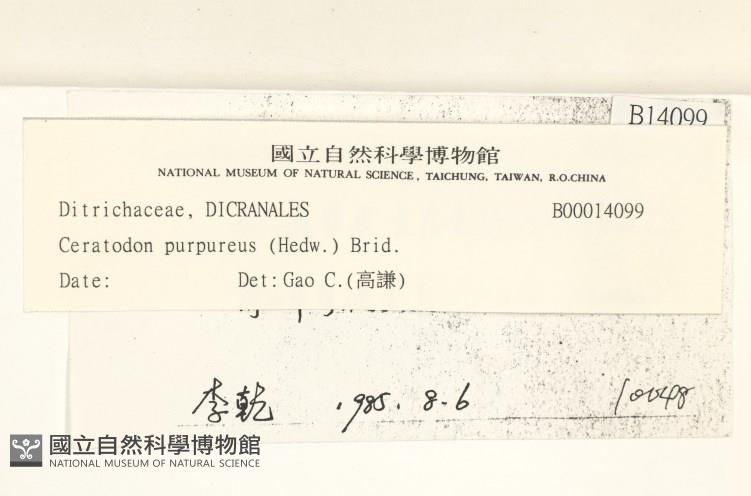 B14099
國立自然科學博物館
NATIONAL MUSEUM OF NATURAL SCIENCE, TAICHUNG, TAIWAN, R.O.CHINA
Ditrichaceae, DICRANALES B00014099
Ceratodon purpureus (Hedw.) Brid.
Date: Det: Gao C.(高謙)
李乾 1985. 8. 6 10048
國立自然科學博物館
NATIONAL MUSEUM OF NATURAL SCIENCE